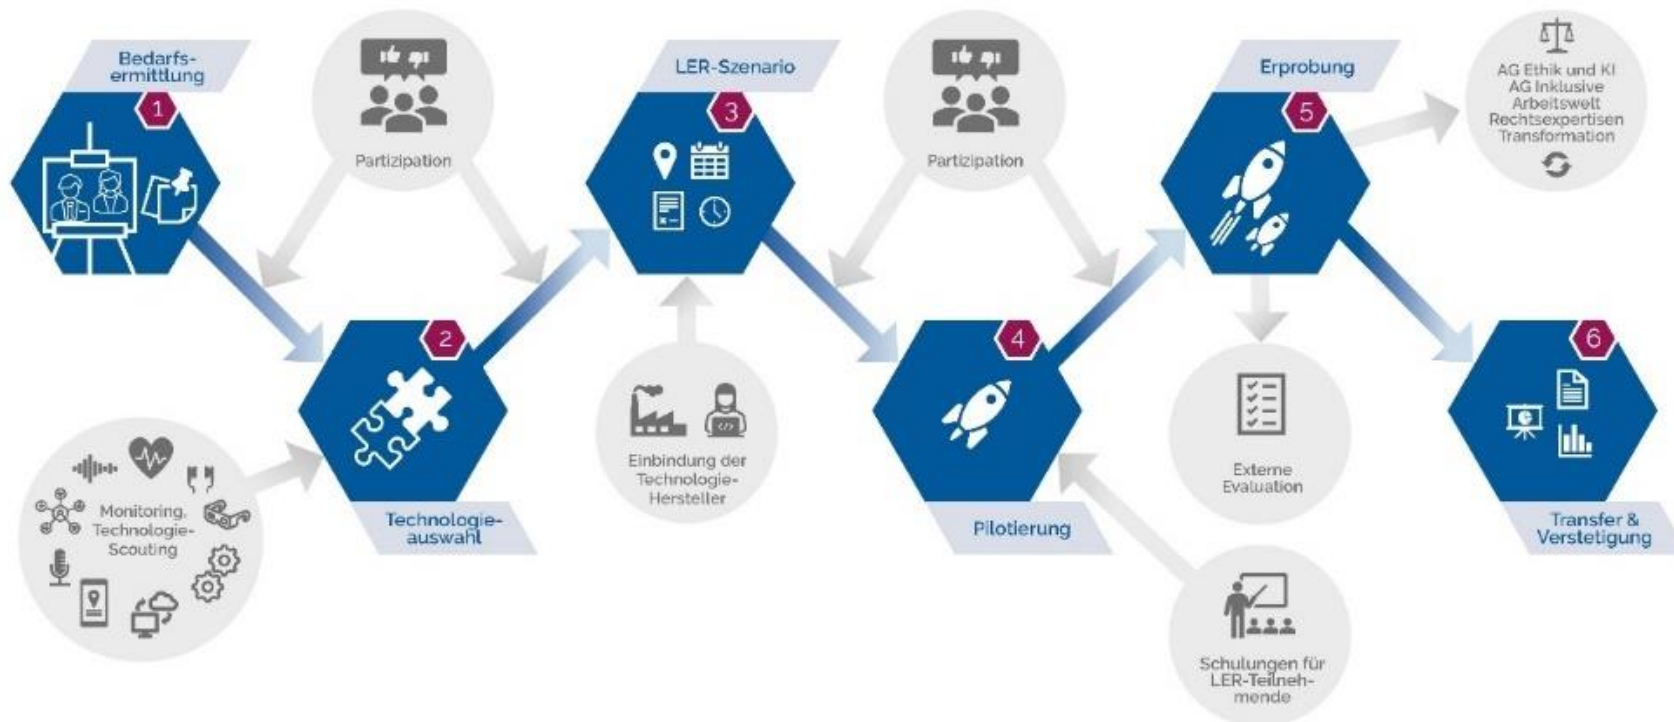 Bedarfs-
ermittlung
1
Partizipation
LER-Szenario
3
Partizipation
Erprobung
5
AG Ethik und KI
AG Inklusive
Arbeitswelt
Rechtsexpertisen
Transformation
2
Technologie-
auswahl
Monitoring,
Technologie-
Scouting
Einbindung der
Technologie-
Hersteller
4
Pilotierung
Externe
Evaluation
6
Transfer &
Verstetigung
Schulungen für
LER-Teilneh-
mende